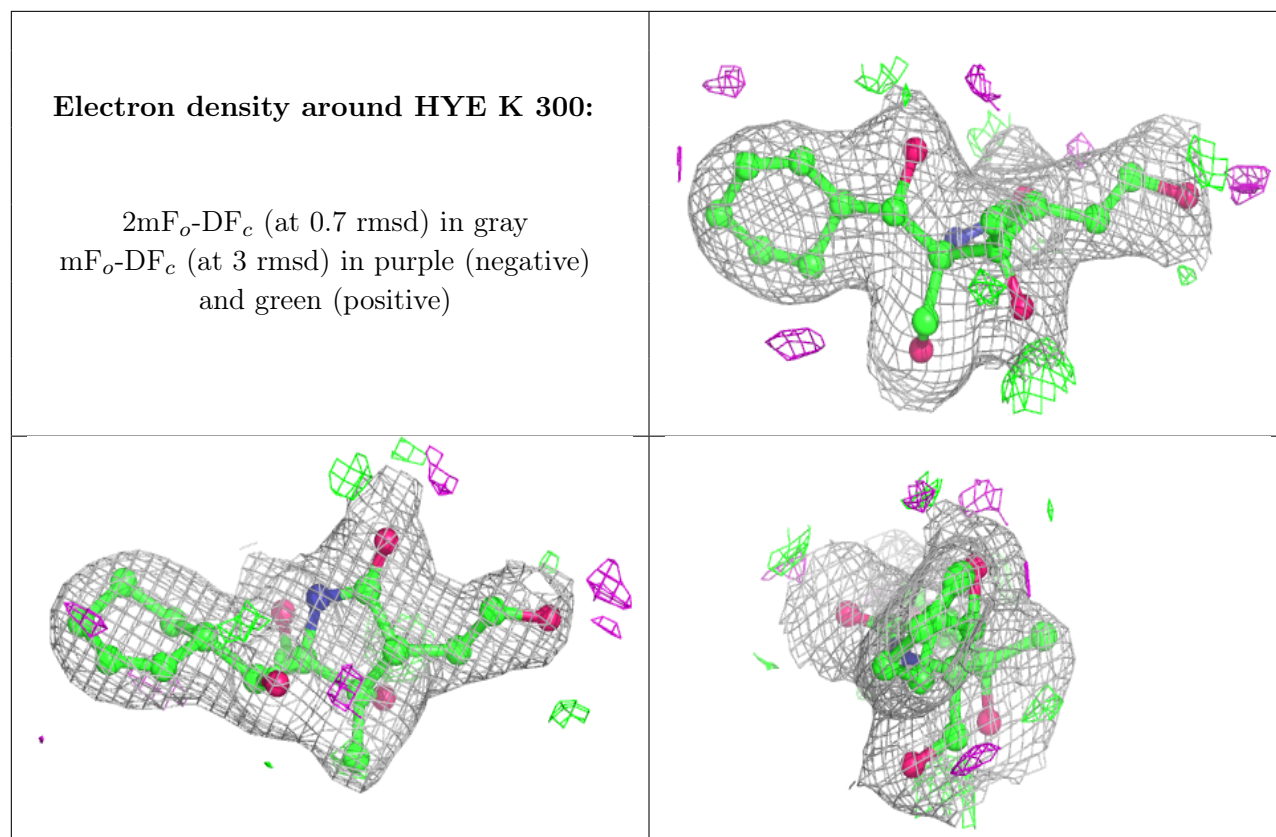 Electron density around HYE K 300:
2mFo-DFc (at 0.7 rmsd) in gray
mFo-DFc (at 3 rmsd) in purple (negative)
and green (positive)